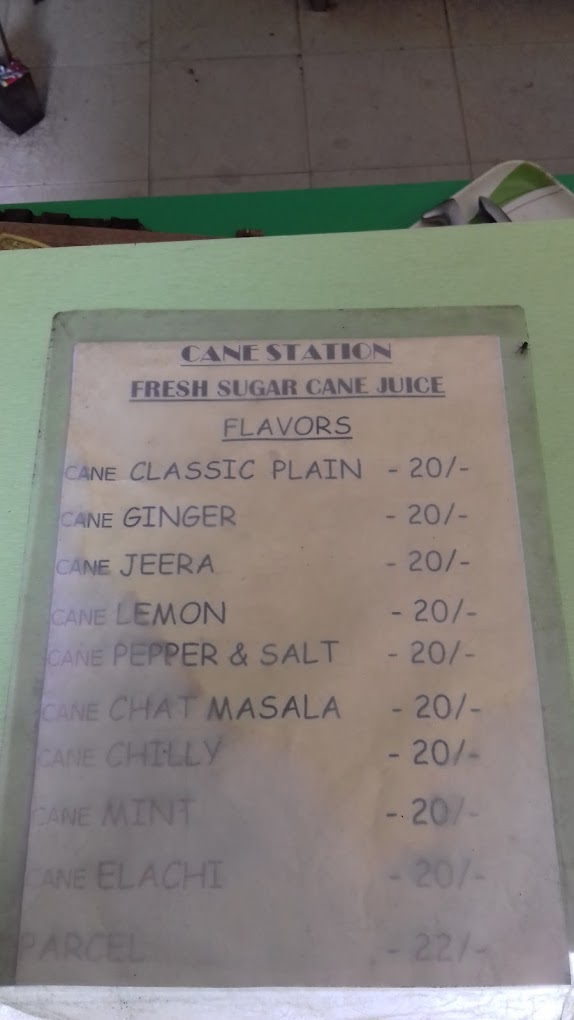 CANE STATION
FRESH SUGAR CANE JUICE
FLAVORS
CANE CLASSIC PLAIN - 20/-
CANE GINGER - 20/-
CANE JEERA - 20/-
CANE LEMON - 20/-
CANE PEPPER & SALT - 20/-
CANE CHAT MASALA - 20/-
CANE CHILLY - 20/-
CANE MINT - 20/-
CANE ELACHI - 20/-
PARCEL - 22/-